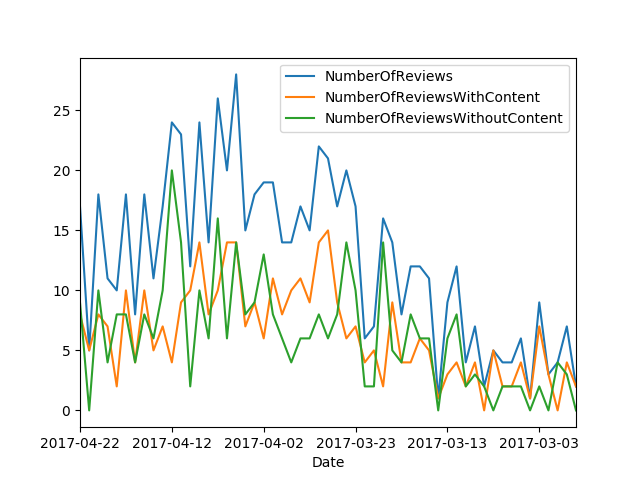 NumberOfReviews
NumberOfReviewsWithContent
NumberOfReviewsWithoutContent
25
20
15
10
5
0
2017-04-22 2017-04-12 2017-04-02 2017-03-23 2017-03-13 2017-03-03
Date